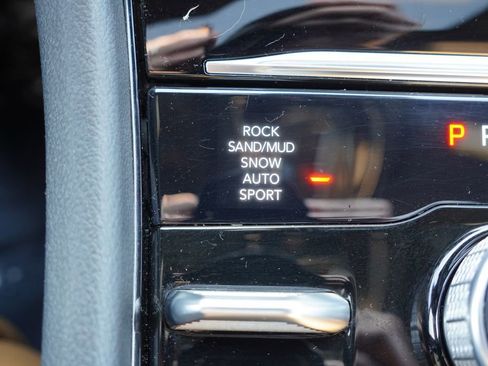 ROCK
SAND/MUD
SNOW
AUTO
SPORT
P R